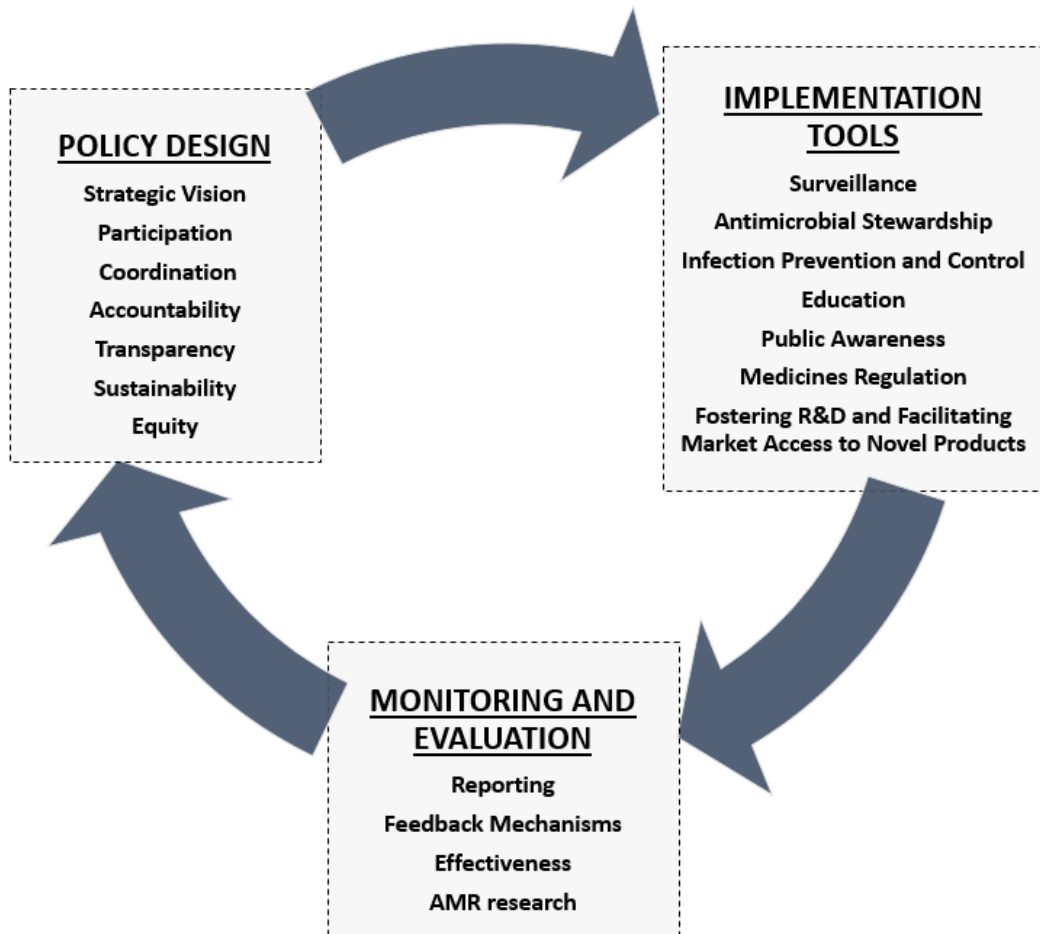 POLICY DESIGN
Strategic Vision
Participation
Coordination
Accountability
Transparency
Sustainability
Equity
IMPLEMENTATION
TOOLS
Surveillance
Antimicrobial Stewardship
Infection Prevention and Control
Education
Public Awareness
Medicines Regulation
Fostering R&D and Facilitating
Market Access to Novel Products
MONITORING AND
EVALUATION
Reporting
Feedback Mechanisms
Effectiveness
AMR research